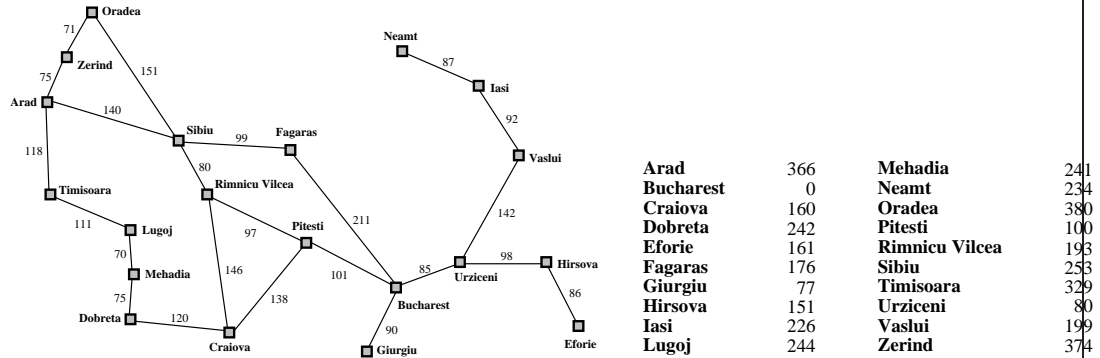 Oradea
71
Neamt
Zerind
87
151
75
Iasi
Arad
140
92
Sibiu
99
Fagaras
118
80
Vaslui
Timisoara
Rimnicu Vilcea
111
211
142
Lugoj
97
Pitesti
70
98
Hirsova
146
101
85
Urziceni
Mehadia
75
138
86
Bucharest
Dobreta
120
90
Craiova
Giurgiu
Eforie
Arad 366 Mehadia 241
Bucharest 0 Neamt 234
Craiova 160 Oradea 380
Dobreta 242 Pitesti 100
Eforie 161 Rimnicu Vilcea 193
Fagaras 176 Sibiu 253
Giurgiu 77 Timisoara 329
Hirsova 151 Urziceni 80
Iasi 226 Vaslui 199
Lugoj 244 Zerind 374